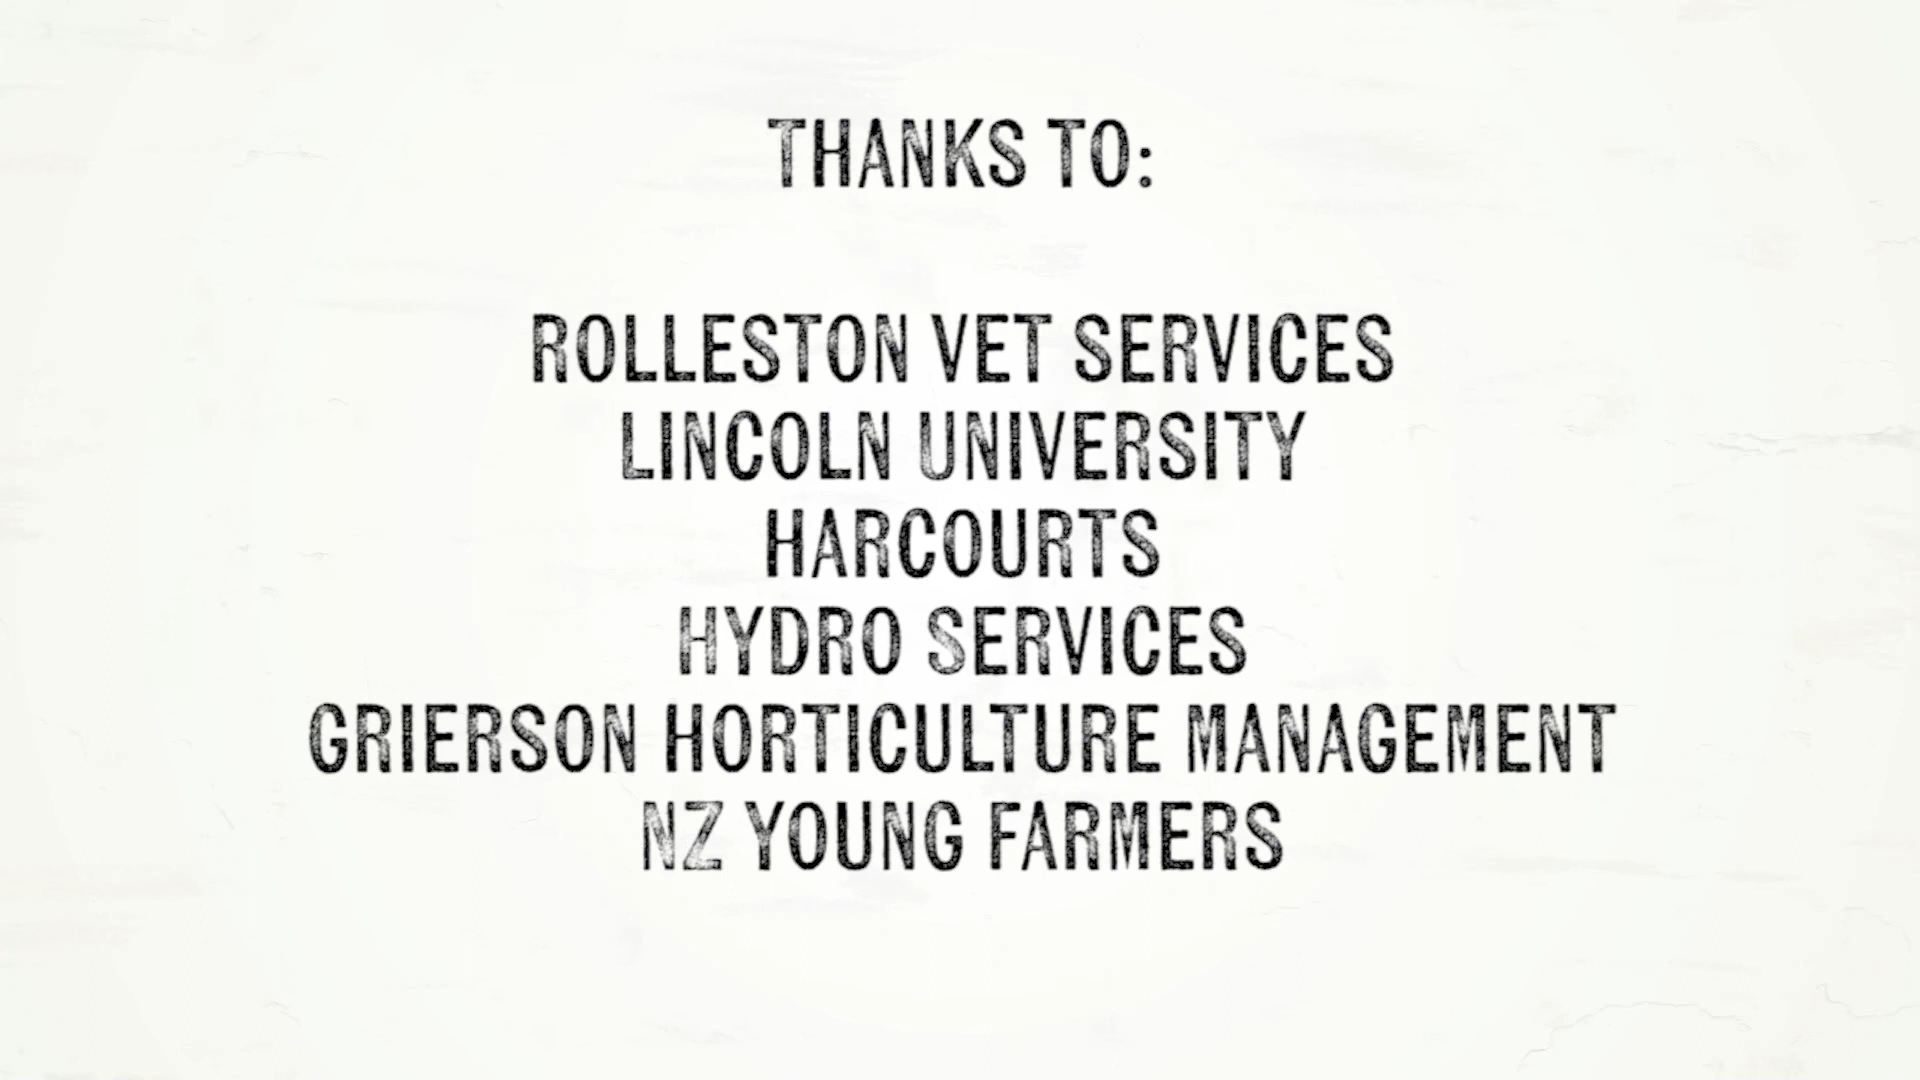 THANKS TO:
ROLLESTON VET SERVICES
LINCOLN UNIVERSITY
HARCOURTS
HYDRO SERVICES
GRIERSON HORTICULTURE MANAGEMENT
NZ YOUNG FARMERS